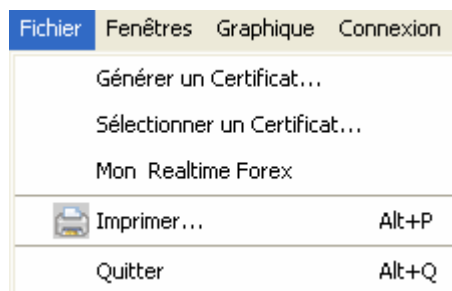 Fichier Fenêtres Graphique Connexion
Générer un Certificat...
Sélectionner un Certificat...
Mon Realtime Forex
Imprimer... Alt+P
Quitter Alt+Q